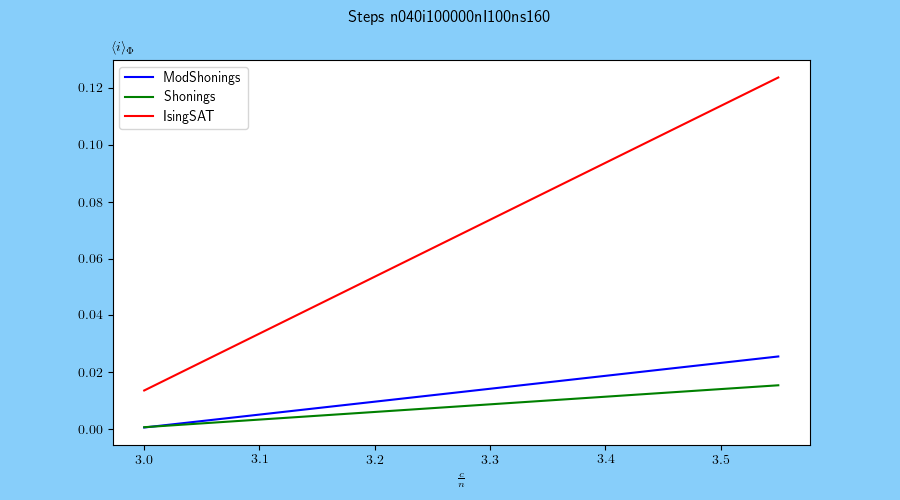 Steps n040i100000nl100ns160
⟨i⟩Φ
ModShonings
Shonings
IsingSAT
0.12
0.10
0.08
0.06
0.04
0.02
0.00
3.0 3.1 3.2 3.3 3.4 3.5
c/n